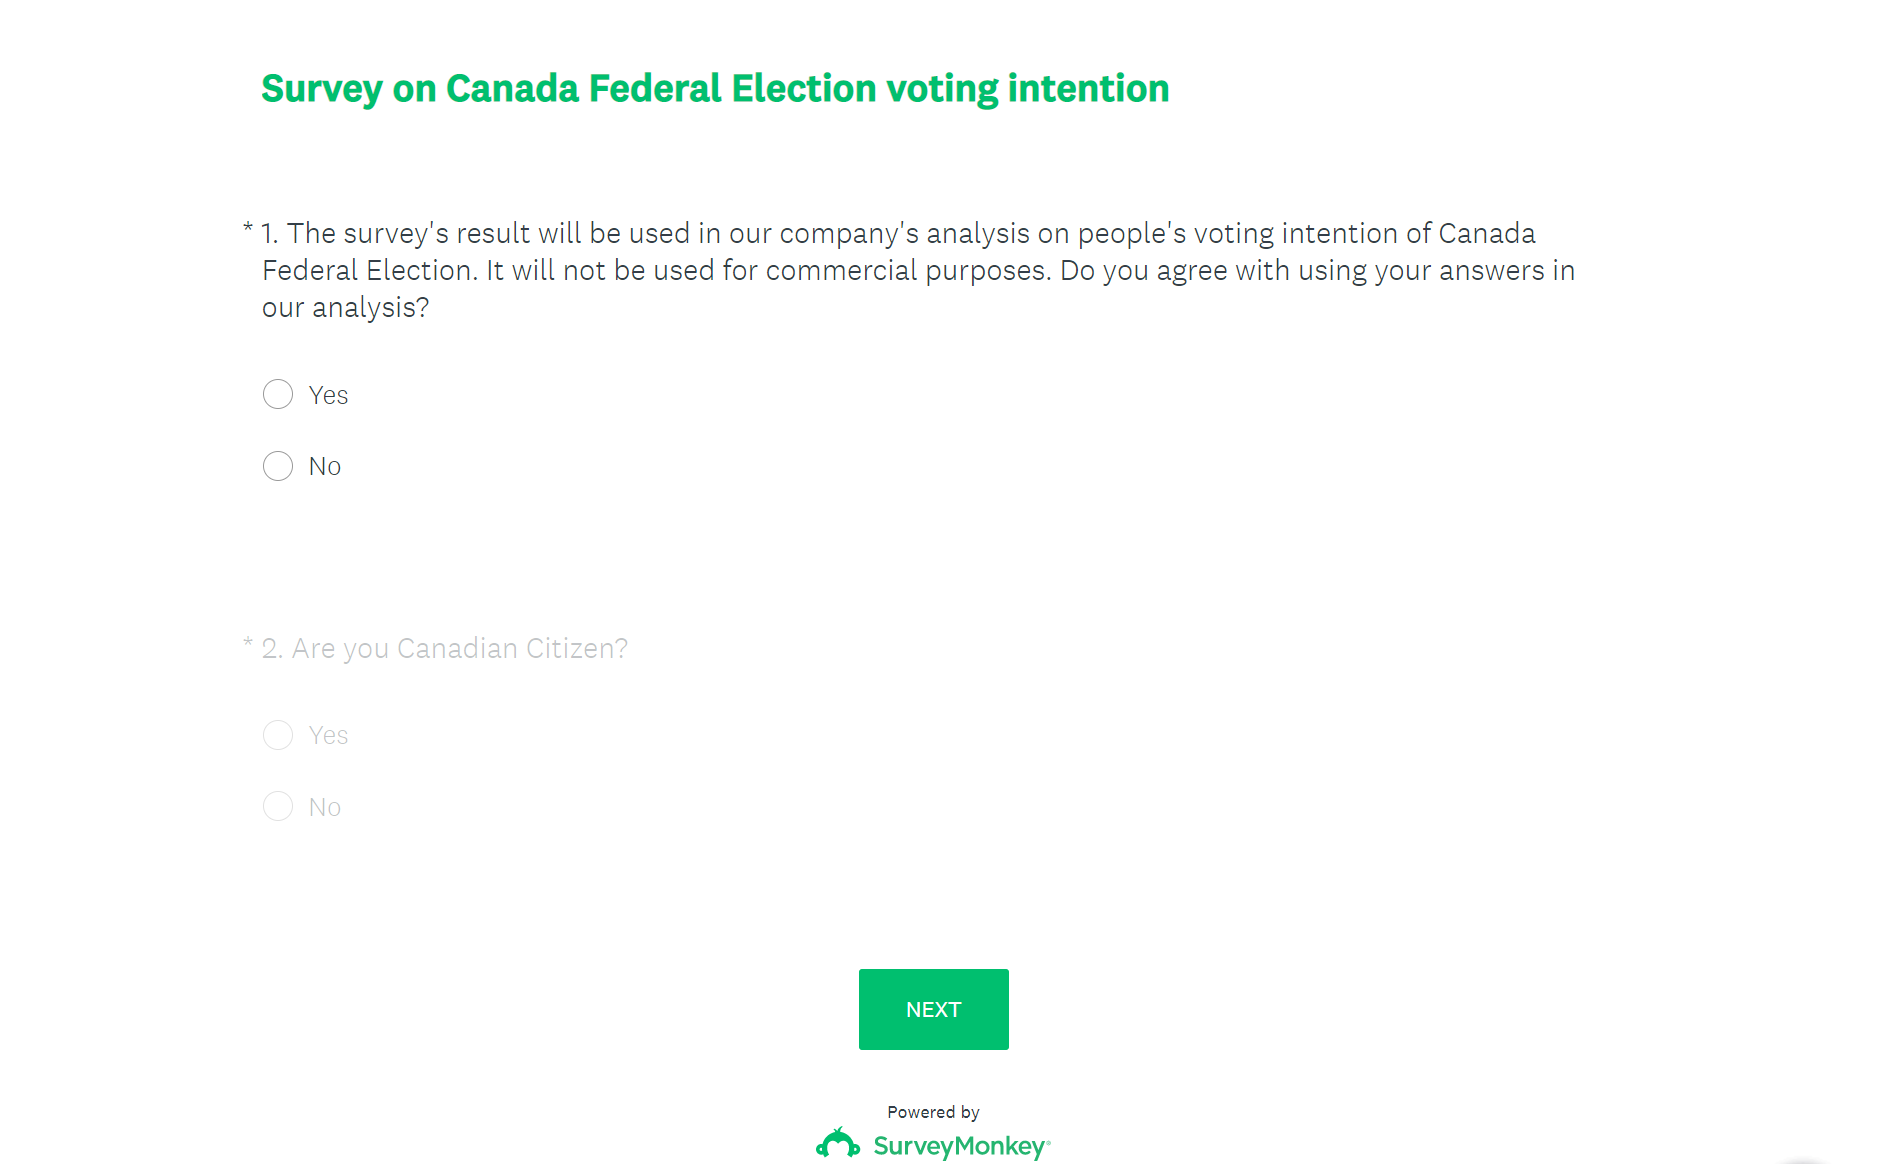 Survey on Canada Federal Election voting intention
* 1. The survey's result will be used in our company's analysis on people's voting intention of Canada
Federal Election. It will not be used for commercial purposes. Do you agree with using your answers in
our analysis?
Yes
No
* 2. Are you Canadian Citizen?
Yes
No
NEXT
Powered by
SurveyMonkey